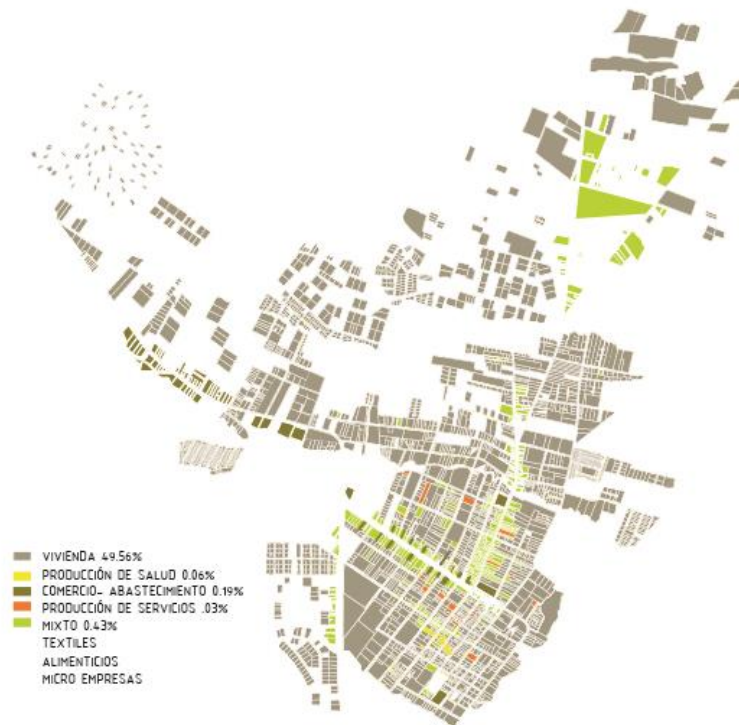 VIVIENDA 49.56%
PRODUCCIÓN DE SALUD 0.06%
COMERCIO- ABASTECIMIENTO 0.19%
PRODUCCIÓN DE SERVICIOS .03%
MIXTO 0.43%
TEXTILES
ALIMENTICIOS
MICRO EMPRESAS